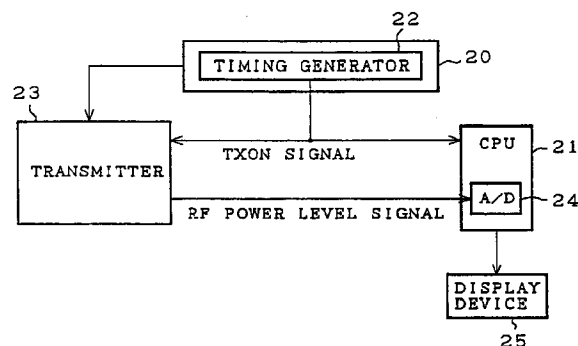 22
TIMING GENERATOR
20
23
TRANSMITTER
TXON SIGNAL
CPU
21
A/D
24
RF POWER LEVEL SIGNAL
DISPLAY
DEVICE
25